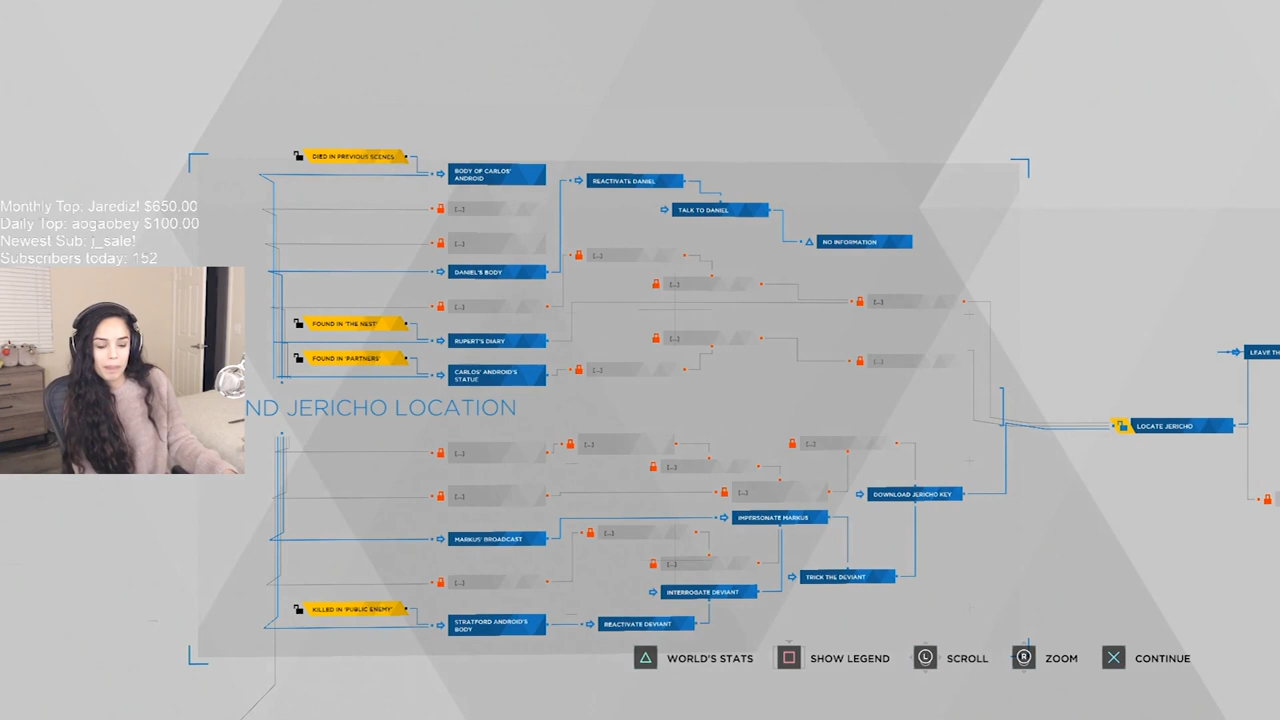 DIED IN PREVIOUS SCENES
BODY OF CARLOS'
ANDROID
REACTIVATE DANIEL
[...]
TALK TO DANIEL
Monthly Top: Jarediz! $650.00
Daily Top: aogaobey $100.00
Newest Sub: j_sale!
Subscribers today: 152
[...]
NO INFORMATION
[...]
DANIEL'S BODY
[...]
[...]
[...]
FOUND IN 'THE NEST'
RUPERT'S DIARY
[...]
LEAVE TH
FOUND IN 'PARTNERS'
CARLOS' ANDROID'S
STATUE
[...]
[...]
ND JERICHO LOCATION
LOCATE JERICHO
[...]
[...]
[...]
[...]
[...]
[...]
DOWNLOAD JERICHO KEY
IMPERSONATE MARKUS
MARKUS' BROADCAST
[...]
[...]
[...]
TRICK THE DEVIANT
INTERROGATE DEVIANT
KILLED IN 'PUBLIC ENEMY'
STRATFORD ANDROID'S
BODY
REACTIVATE DEVIANT
WORLD'S STATS
SHOW LEGEND
L SCROLL
R ZOOM
CONTINUE